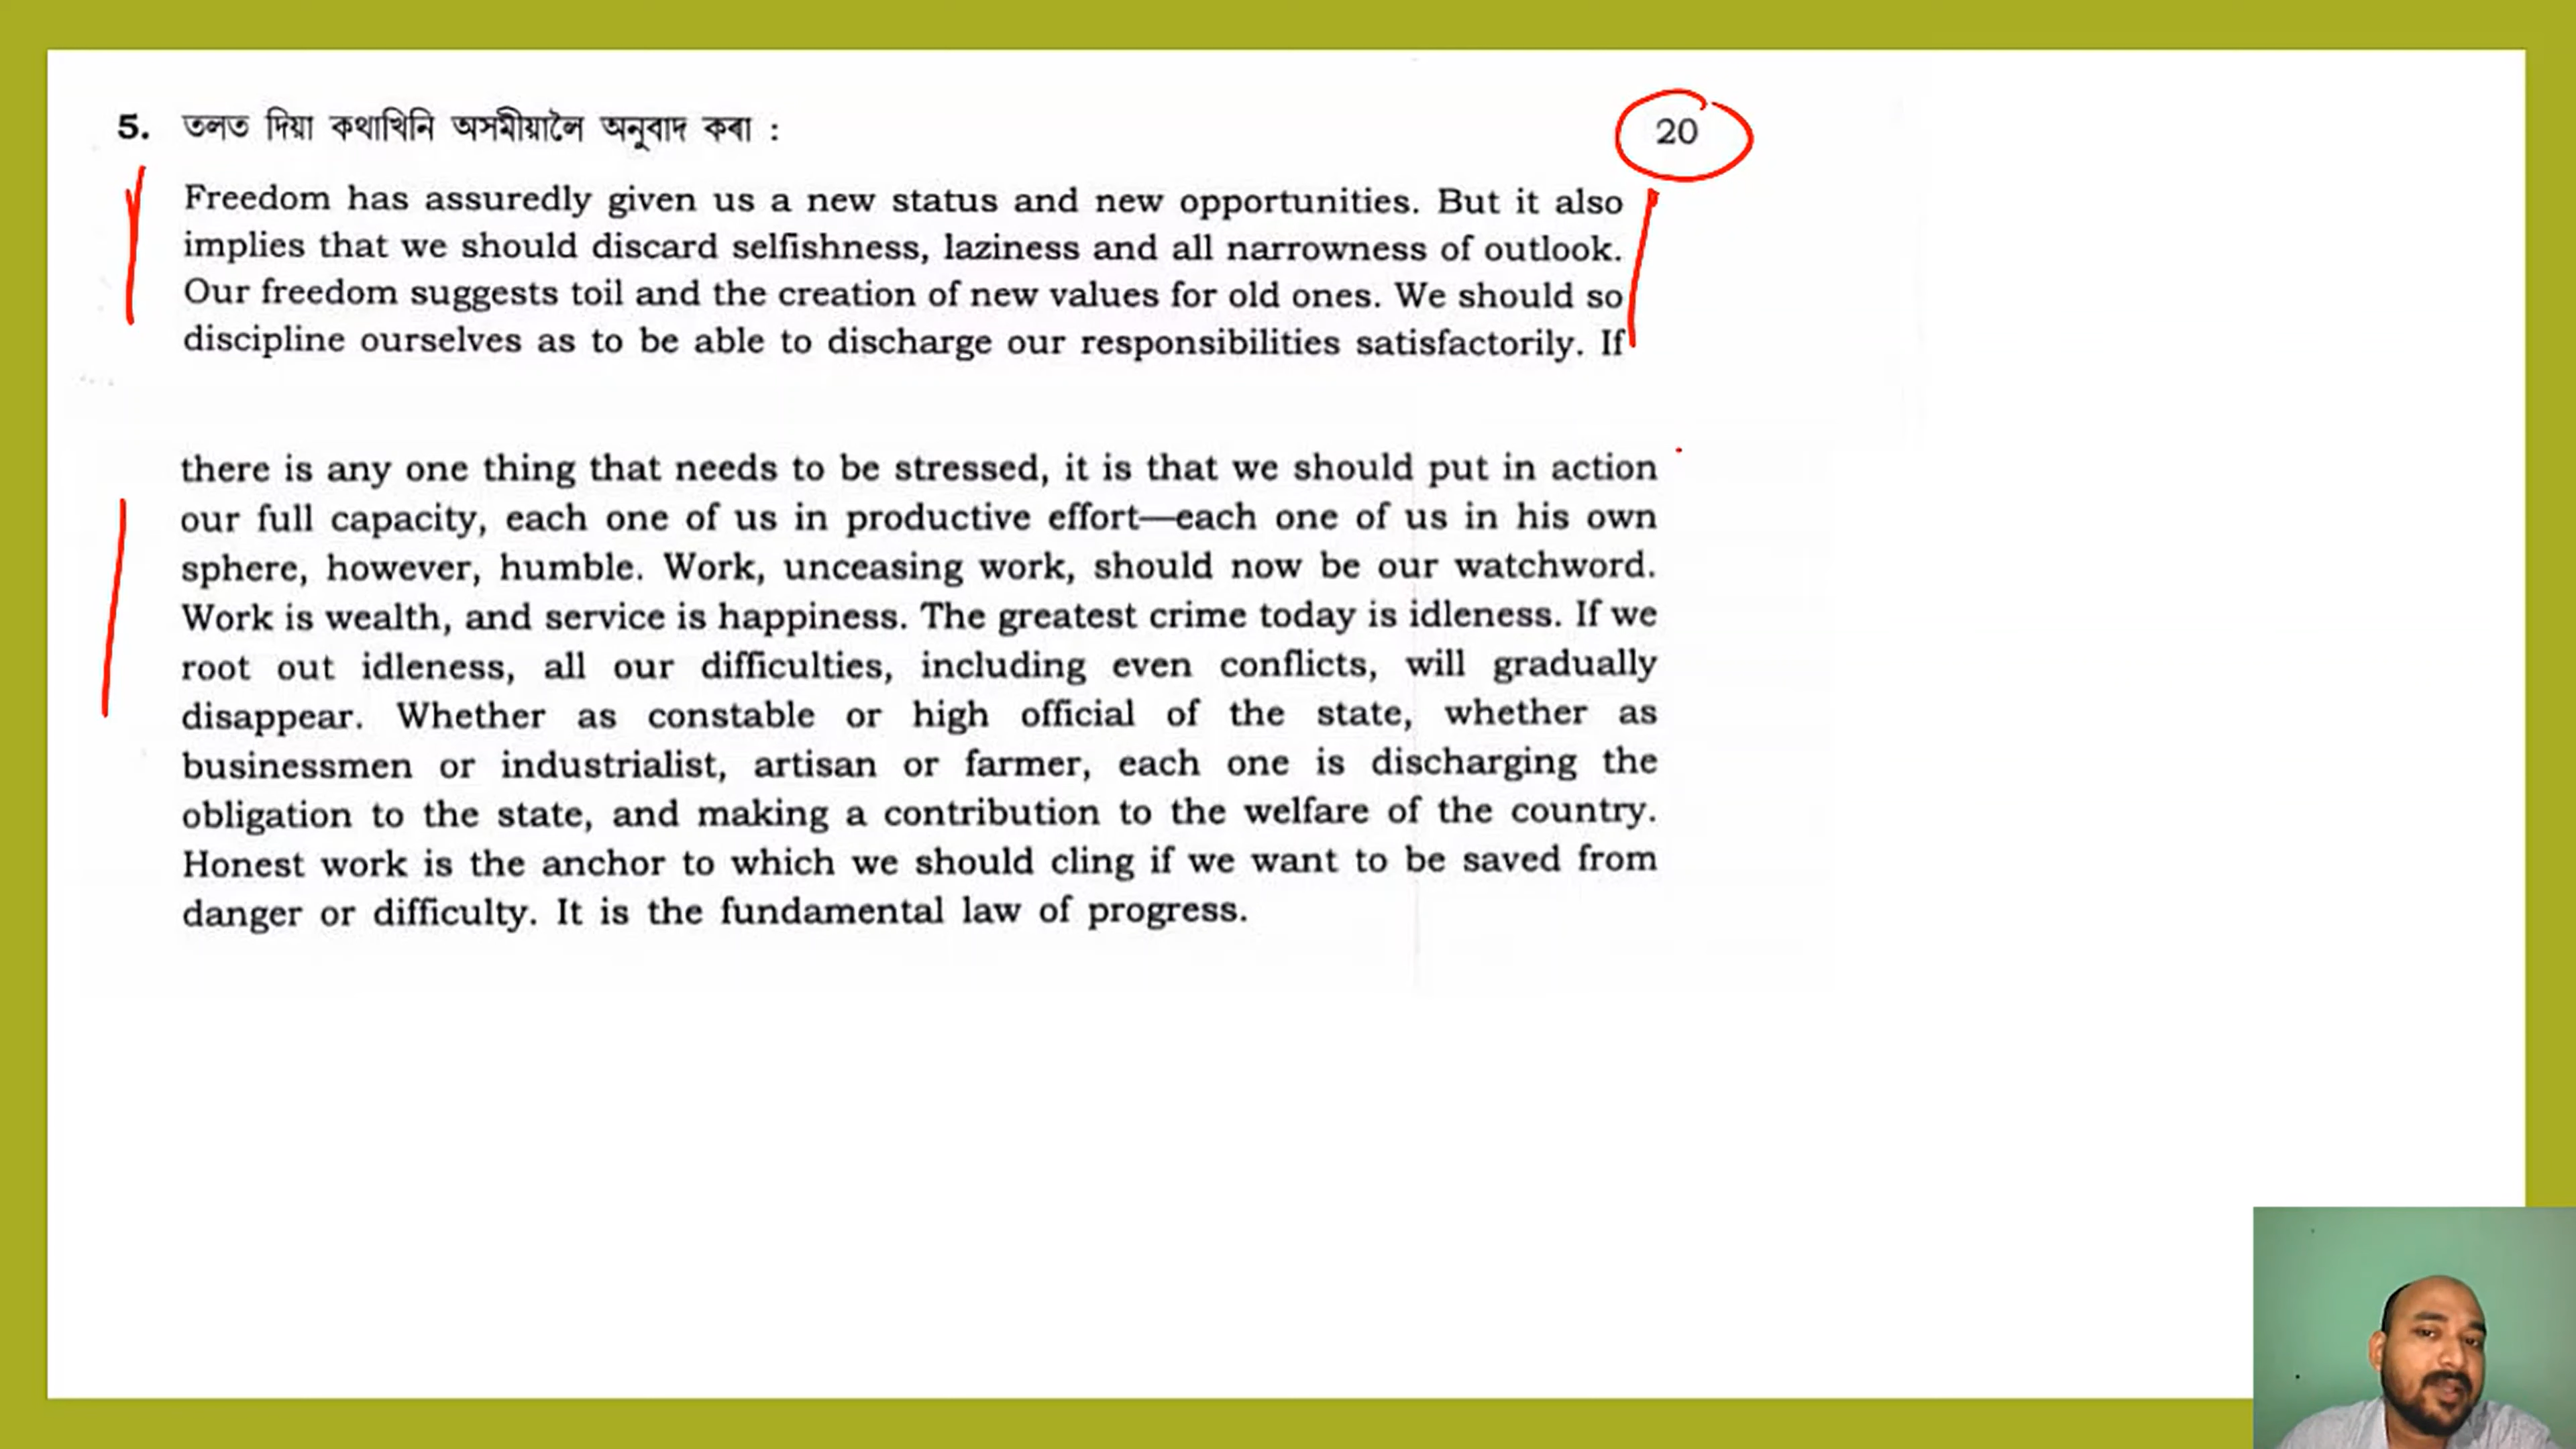 5. তলত দিয়া কথাখিনি অসমীয়ালৈ অনুবাদ কৰা : 20
Freedom has assuredly given us a new status and new opportunities. But it also
implies that we should discard selfishness, laziness and all narrowness of outlook.
Our freedom suggests toil and the creation of new values for old ones. We should so
discipline ourselves as to be able to discharge our responsibilities satisfactorily. If
there is any one thing that needs to be stressed, it is that we should put in action
our full capacity, each one of us in productive effort—each one of us in his own
sphere, however, humble. Work, unceasing work, should now be our watchword.
Work is wealth, and service is happiness. The greatest crime today is idleness. If we
root out idleness, all our difficulties, including even conflicts, will gradually
disappear. Whether as constable or high official of the state, whether as
businessmen or industrialist, artisan or farmer, each one is discharging the
obligation to the state, and making a contribution to the welfare of the country.
Honest work is the anchor to which we should cling if we want to be saved from
danger or difficulty. It is the fundamental law of progress.